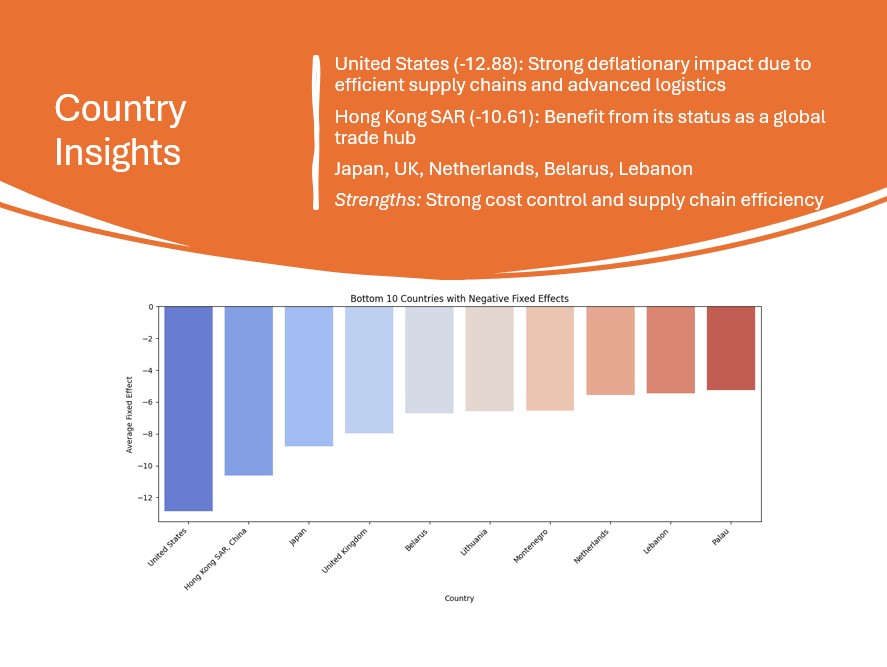 Country
Insights
United States (-12.88): Strong deflationary impact due to
efficient supply chains and advanced logistics
Hong Kong SAR (-10.61): Benefit from its status as a global
trade hub
Japan, UK, Netherlands, Belarus, Lebanon
Strengths: Strong cost control and supply chain efficiency
Bottom 10 Countries with Negative Fixed Effects
Average Fixed Effect
0
−2
−4
−6
−8
−10
−12
United States
Hong Kong SAR, China
Japan
United Kingdom
Belarus
Lithuania
Montenegro
Netherlands
Lebanon
Palau
Country